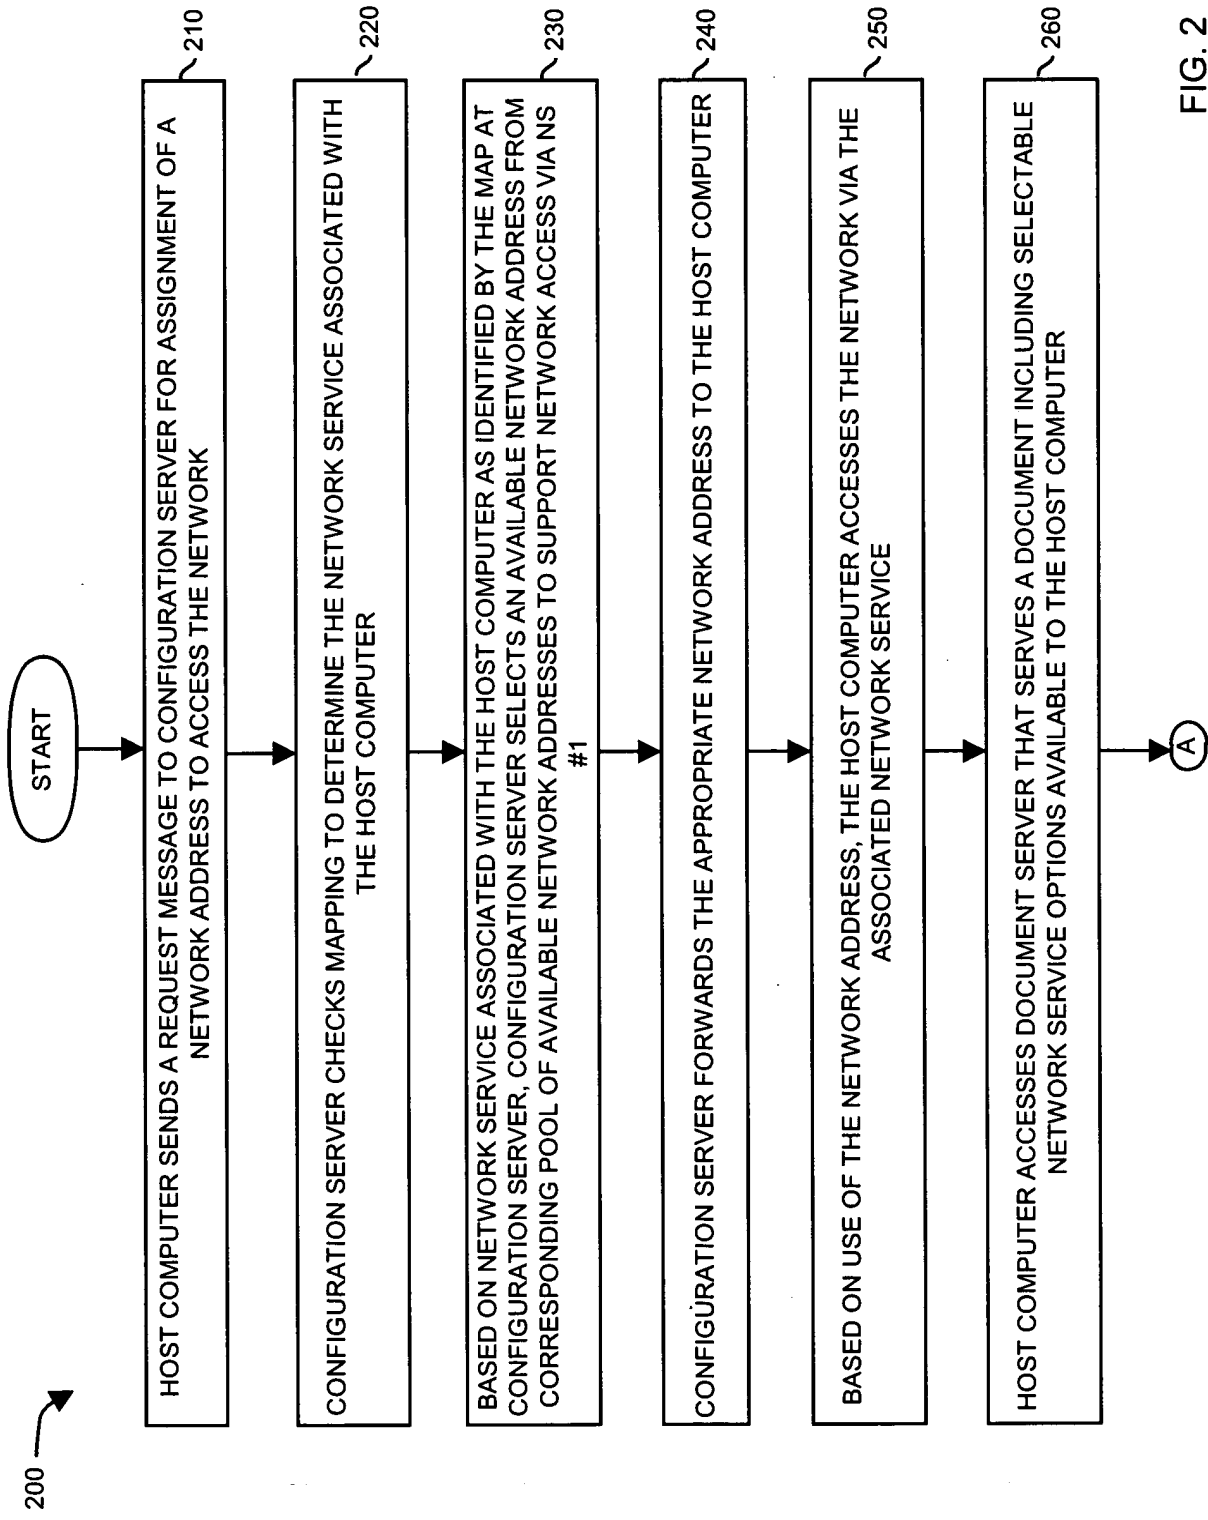 200
START
HOST COMPUTER SENDS A REQUEST MESSAGE TO CONFIGURATION SERVER FOR ASSIGNMENT OF A
NETWORK ADDRESS TO ACCESS THE NETWORK
210
CONFIGURATION SERVER CHECKS MAPPING TO DETERMINE THE NETWORK SERVICE ASSOCIATED WITH
THE HOST COMPUTER
220
BASED ON NETWORK SERVICE ASSOCIATED WITH THE HOST COMPUTER AS IDENTIFIED BY THE MAP AT
CONFIGURATION SERVER, CONFIGURATION SERVER SELECTS AN AVAILABLE NETWORK ADDRESS FROM
CORRESPONDING POOL OF AVAILABLE NETWORK ADDRESSES TO SUPPORT NETWORK ACCESS VIA NS
#1
230
CONFIGURATION SERVER FORWARDS THE APPROPRIATE NETWORK ADDRESS TO THE HOST COMPUTER
240
BASED ON USE OF THE NETWORK ADDRESS, THE HOST COMPUTER ACCESSES THE NETWORK VIA THE
ASSOCIATED NETWORK SERVICE
250
HOST COMPUTER ACCESSES DOCUMENT SERVER THAT SERVES A DOCUMENT INCLUDING SELECTABLE
NETWORK SERVICE OPTIONS AVAILABLE TO THE HOST COMPUTER
260
A
FIG. 2